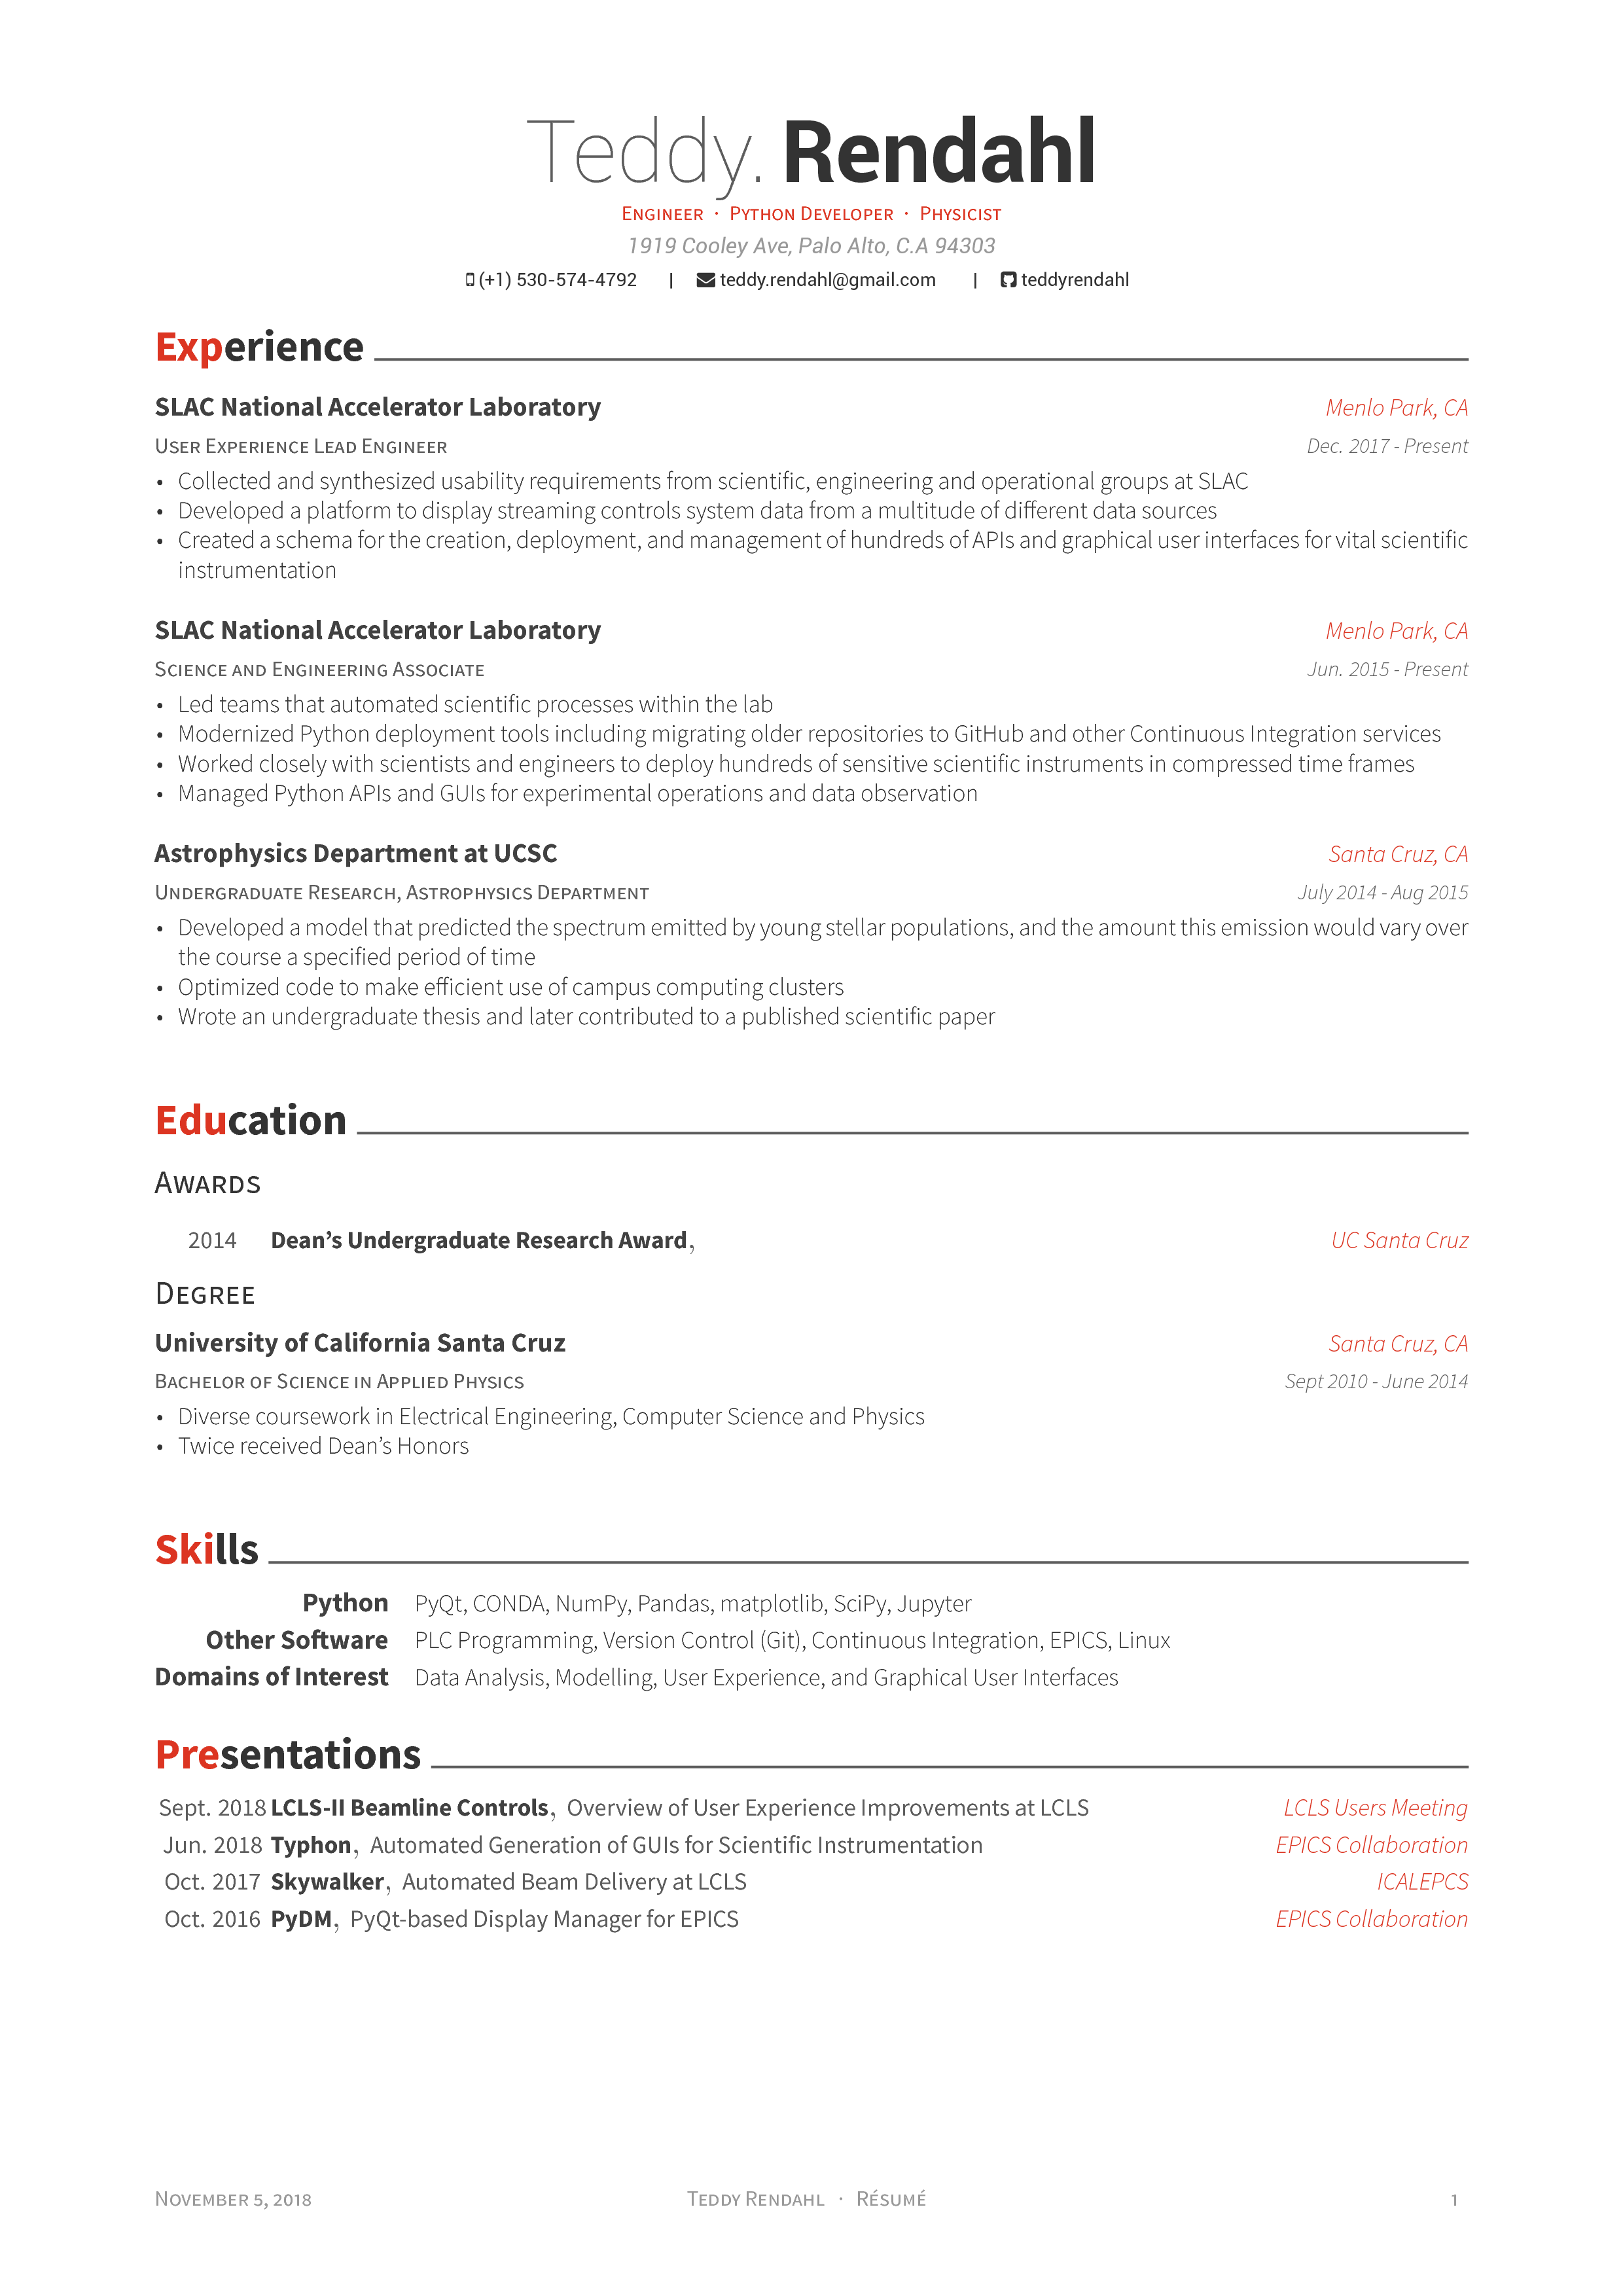 Teddy. Rendahl
Engineer · Python Developer · Physicist
1919 Cooley Ave, Palo Alto, C.A 94303
(+1) 530-574-4792 | teddy.rendahl@gmail.com | teddyrendahl
Experience
SLAC National Accelerator Laboratory Menlo Park, CA
User Experience Lead Engineer Dec. 2017 - Present
• Collected and synthesized usability requirements from scientific, engineering and operational groups at SLAC
• Developed a platform to display streaming controls system data from a multitude of different data sources
• Created a schema for the creation, deployment, and management of hundreds of APIs and graphical user interfaces for vital scientific
instrumentation
SLAC National Accelerator Laboratory Menlo Park, CA
Science and Engineering Associate Jun. 2015 - Present
• Led teams that automated scientific processes within the lab
• Modernized Python deployment tools including migrating older repositories to GitHub and other Continuous Integration services
• Worked closely with scientists and engineers to deploy hundreds of sensitive scientific instruments in compressed time frames
• Managed Python APIs and GUIs for experimental operations and data observation
Astrophysics Department at UCSC Santa Cruz, CA
Undergraduate Research, Astrophysics Department July 2014 - Aug 2015
• Developed a model that predicted the spectrum emitted by young stellar populations, and the amount this emission would vary over
the course a specified period of time
• Optimized code to make efficient use of campus computing clusters
• Wrote an undergraduate thesis and later contributed to a published scientific paper
Education
Awards
2014 Dean’s Undergraduate Research Award, UC Santa Cruz
Degree
University of California Santa Cruz Santa Cruz, CA
Bachelor of Science in Applied Physics Sept 2010 - June 2014
• Diverse coursework in Electrical Engineering, Computer Science and Physics
• Twice received Dean’s Honors
Skills
Python PyQt, CONDA, NumPy, Pandas, matplotlib, SciPy, Jupyter
Other Software PLC Programming, Version Control (Git), Continuous Integration, EPICS, Linux
Domains of Interest Data Analysis, Modelling, User Experience, and Graphical User Interfaces
Presentations
Sept. 2018 LCLS-II Beamline Controls, Overview of User Experience Improvements at LCLS LCLS Users Meeting
Jun. 2018 Typhon, Automated Generation of GUIs for Scientific Instrumentation EPICS Collaboration
Oct. 2017 Skywalker, Automated Beam Delivery at LCLS ICALEPCS
Oct. 2016 PyDM, PyQt-based Display Manager for EPICS EPICS Collaboration
November 5, 2018 Teddy Rendahl · Résumé 1